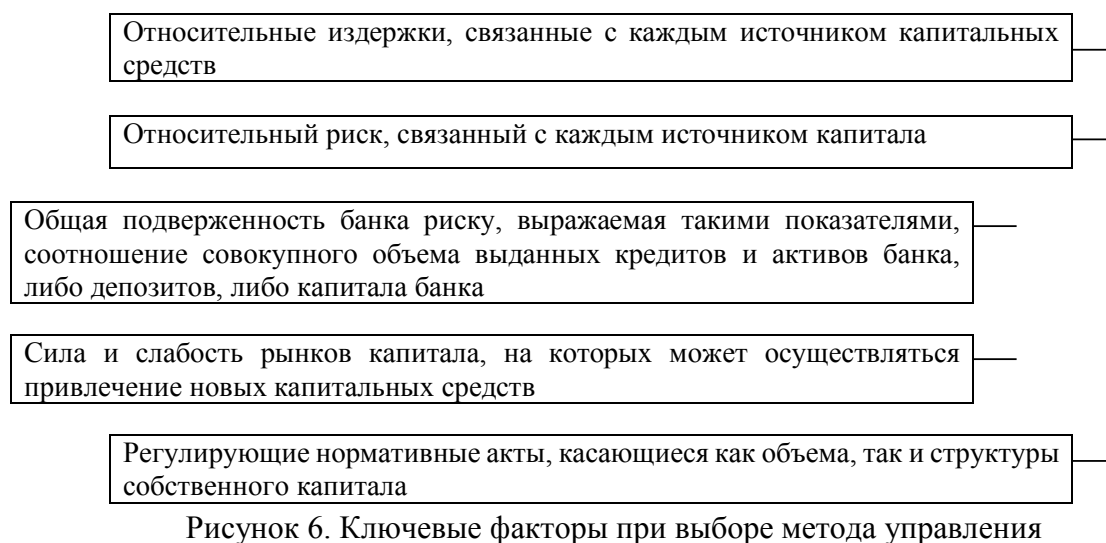 Относительные издержки, связанные с каждым источником капитальных
средств
Относительный риск, связанный с каждым источником капитала
Общая подверженность банка риску, выражаемая такими показателями,
соотношение совокупного объема выданных кредитов и активов банка,
либо депозитов, либо капитала банка
Сила и слабость рынков капитала, на которых может осуществляться
привлечение новых капитальных средств
Регулирующие нормативные акты, касающиеся как объема, так и структуры
собственного капитала
Рисунок 6. Ключевые факторы при выборе метода управления